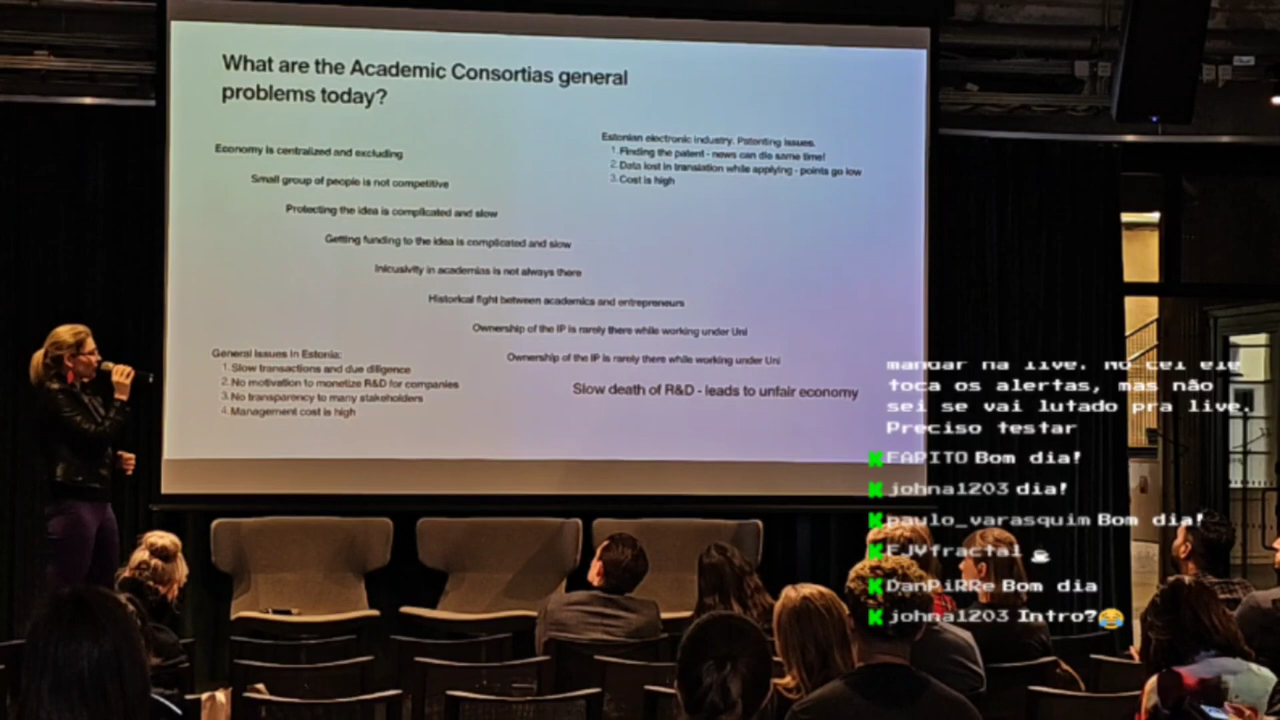 What are the Academic Consortias general
problems today?
Economy is centralized and excluding
Small group of people is not competitive
Protecting the idea is complicated and slow
Getting funding to the idea is complicated and slow
Inlcusivity in academias is not always there
Historical fight between academics and entrepreneurs
Ownership of the IP is rarely there while working under Uni
Ownership of the IP is rarely there while working under Uni
Slow death of R&D - leads to unfair economy
Estonian electronic industry. Patenting issues.
1. Finding the patent - news can die same time!
2. Data lost in translation while applying - points go low
3. Cost is high
General issues in Estonia:
1. Slow transactions and due diligence
2. No motivation to monetize R&D for companies
3. No transparency to many stakeholders
4. Management cost is high
mandar na live. no cel ele
toca os alertas, mas não
sei se vai lutado pra live.
Preciso testar
FAPITO Bom dia!
johna1203 dia!
paulo_varasquim Bom dia!
EJVfractal ☕
DanPiRRe Bom dia
johna1203 Intro?😂